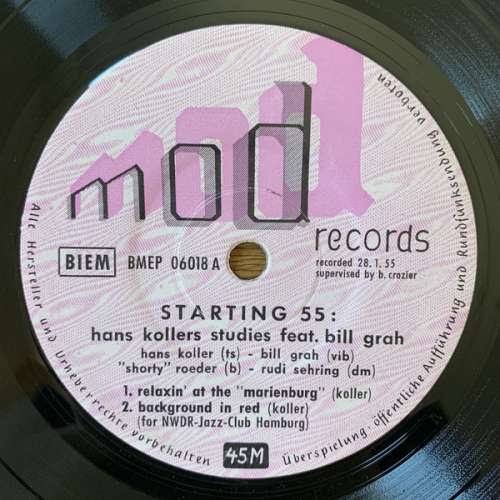 mod
mod
records
recorded 28.1.55
supervised by b. crozier
BIEM BMEP 06018 A
STARTING 55:
hans kollers studies feat. bill grah
hans koller (ts) - bill grah (vib)
"shorty" roeder (b) - rudi sehring (dm)
1. relaxin' at the "marienburg" (koller)
2. background in red (koller)
(for NWDR-Jazz-Club Hamburg)
45M
Alle Hersteller und Urheberrechte vorbehalten
Überspielung, öffentliche Aufführung und Rundfunksendung verboten